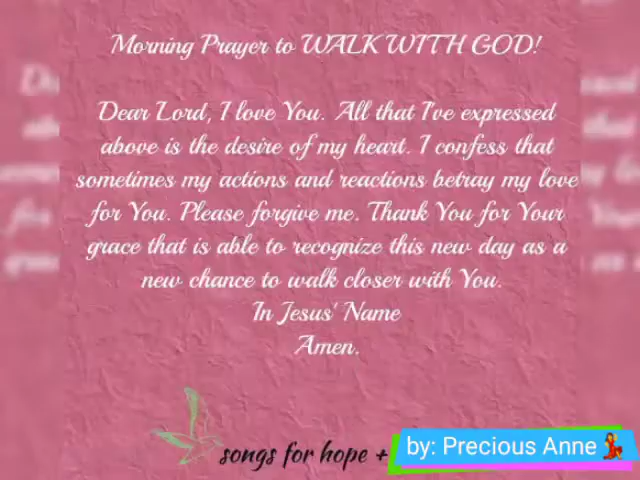 Morning Prayer to WALK WITH GOD!
Dear Lord, I love You. All that I've expressed
above is the desire of my heart. I confess that
sometimes my actions and reactions betray my love
for You. Please forgive me. Thank You for Your
grace that is able to recognize this new day as a
new chance to walk closer with You.
In Jesus' Name
Amen.
songs for hope +
by: Precious Anne💃